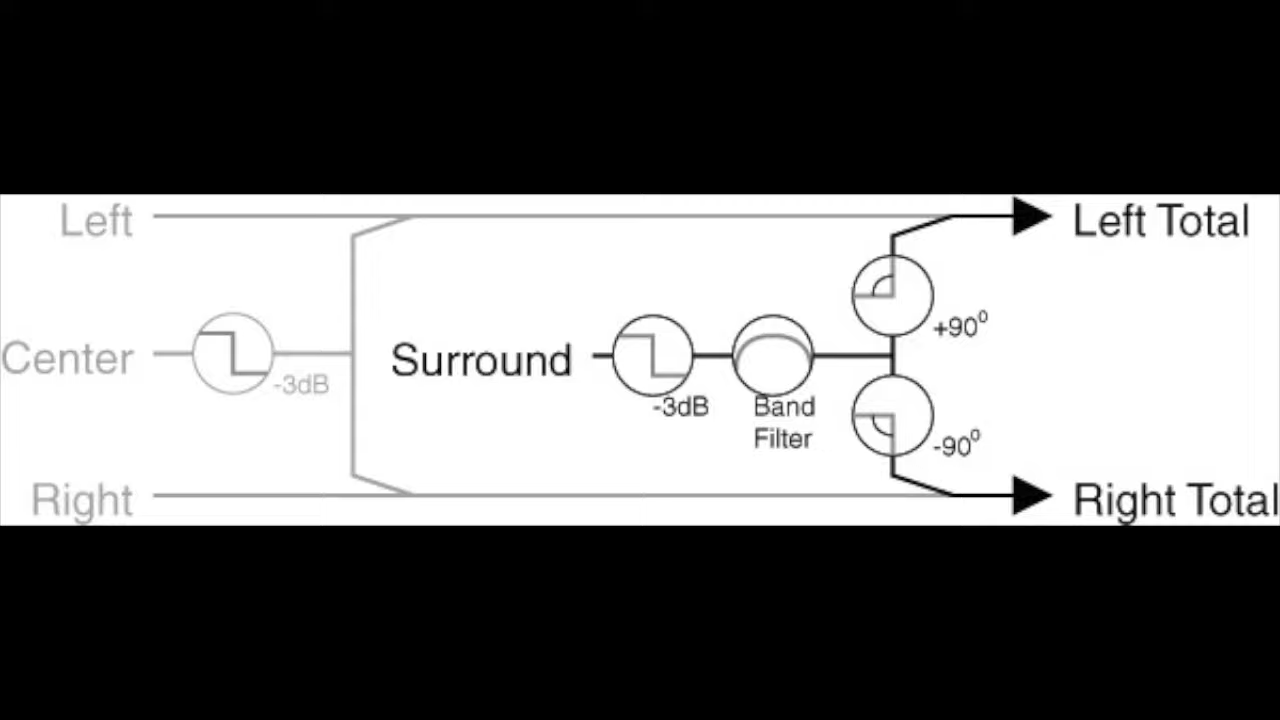 Left
Left Total
+90⁰
Center
-3dB
Surround
-3dB
Band
Filter
-90⁰
Right
Right Total